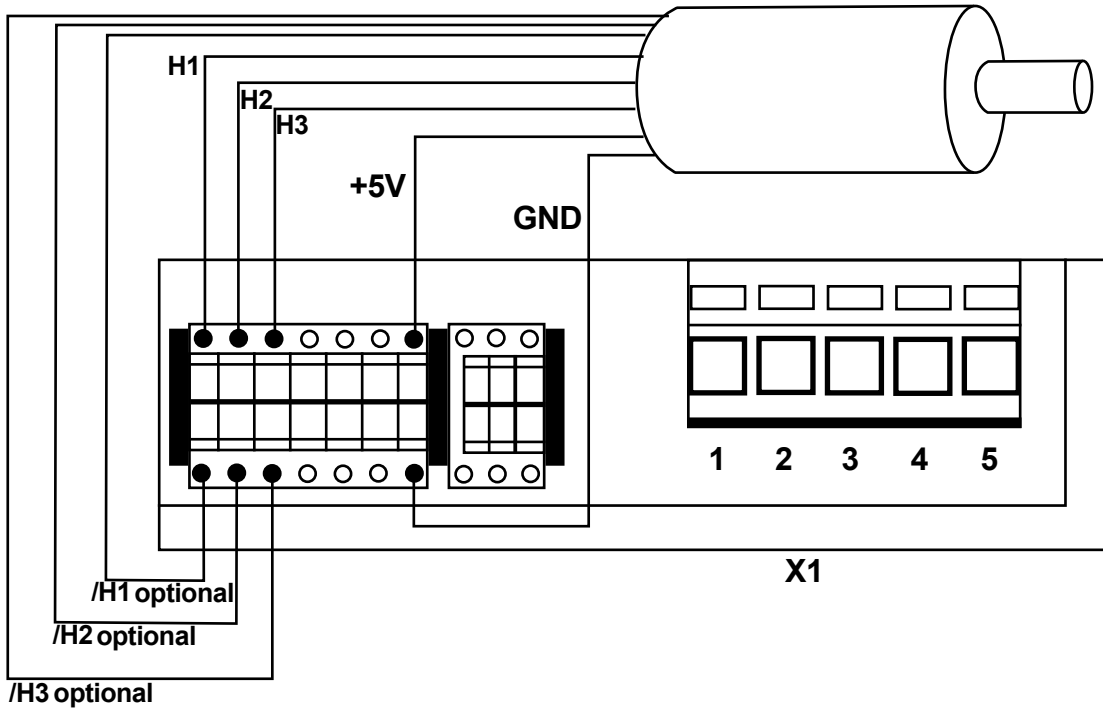 H1
H2
H3
+5V
GND
1 2 3 4 5
X1
/H1 optional
/H2 optional
/H3 optional